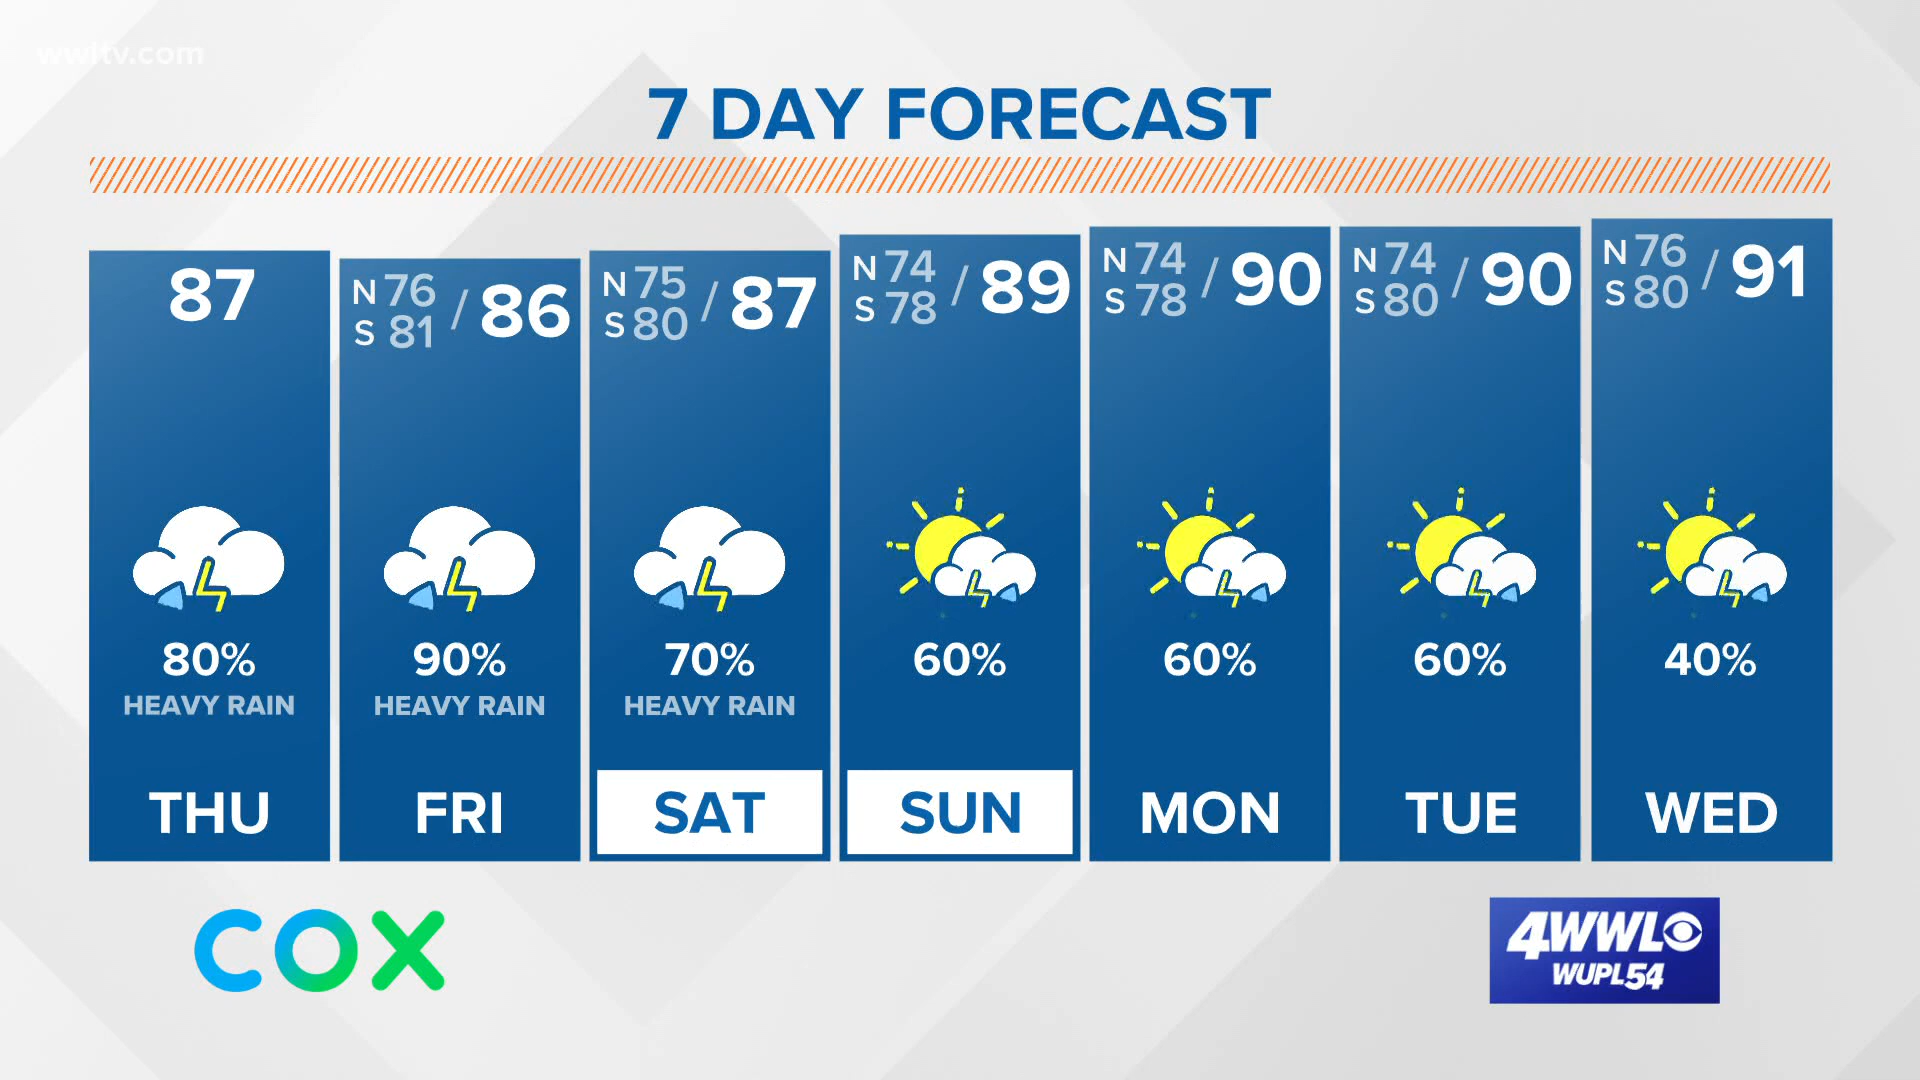 wwltv.com
7 DAY FORECAST
87
80%
HEAVY RAIN
THU
N 76
S 81
/ 86
90%
HEAVY RAIN
FRI
N 75
S 80
/ 87
70%
HEAVY RAIN
SAT
N 74
S 78
/ 89
60%
SUN
N 74
S 78
/ 90
60%
MON
N 74
S 80
/ 90
60%
TUE
N 76
S 80
/ 91
40%
WED
COX
4WWL
WUPL54